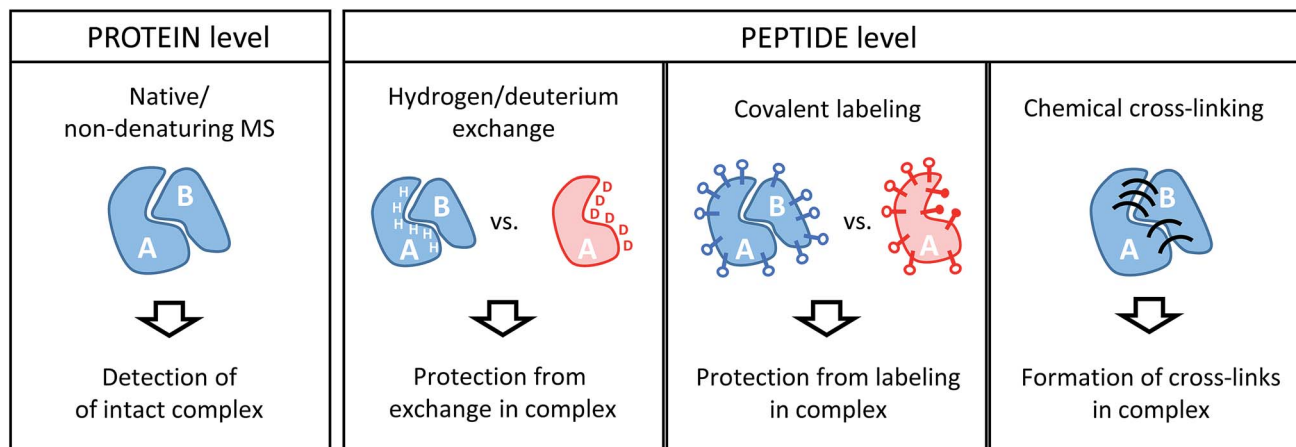 PROTEIN level
PEPTIDE level
Native/
non-denaturing MS
B
A
Detection of
of intact complex
Hydrogen/deuterium
exchange
H
H
H
H
H
H
B
A
vs.
D
D
D
D
D
D
D
A
Protection from
exchange in complex
Covalent labeling
B
A
vs.
A
Protection from labeling
in complex
Chemical cross-linking
B
A
Formation of cross-links
in complex